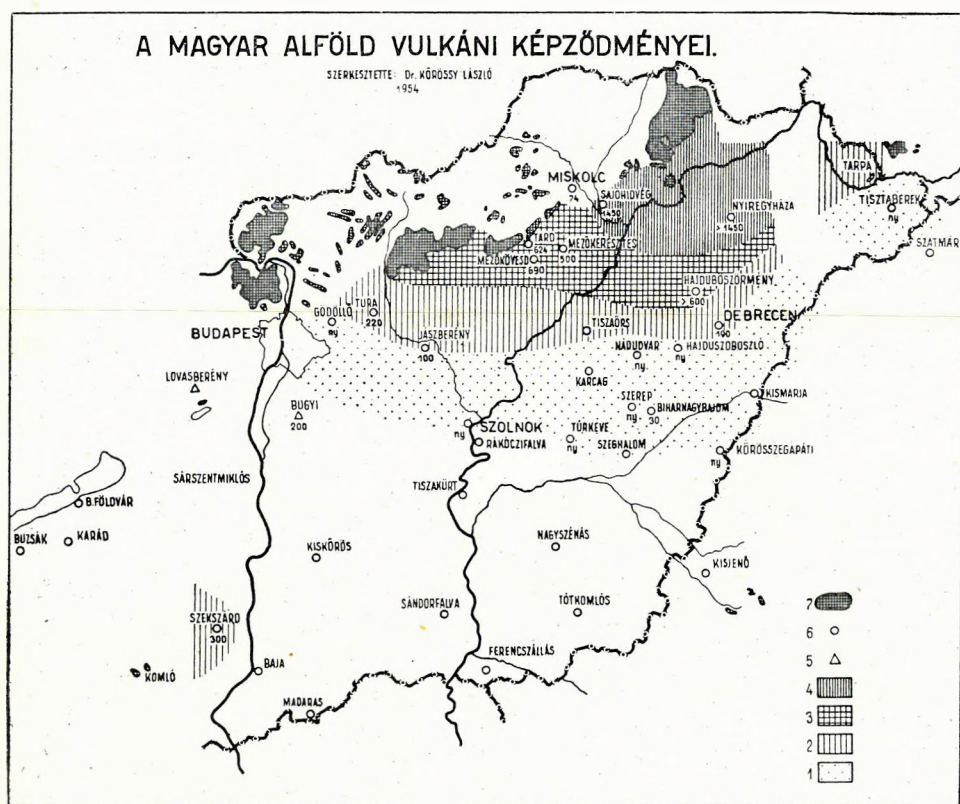 A MAGYAR ALFÖLD VULKÁNI KÉPZŐDMÉNYEI.
SZERKESZTETTE: Dr. KŐRÖSSY LÁSZLÓ
1954
MISKOLC
74
SAJÓHIDVÉG
1450
TARPA
TISZTABEREK
ny
NYIREGYHÁZA
> 1450
SZATMÁR
TARD
624
MEZŐKERESZTES
500
MEZŐKÖVESD
690
HAJDUBÖSZÖRMÉNY
> 600
TURA
220
GÖDÖLLŐ
ny
BUDAPEST
DEBRECEN
190
TISZAÖRS
JÁSZBERÉNY
100
NÁDUDVAR
ny
HAJDUSZOBOSZLÓ
ny
LOVASBERÉNY
KARCAG
BUGYI
200
SZEREP
ny.
BIHARNAGYBAJOM
30
KISMARJA
SZOLNOK
ny
RÁKÓCZIFALVA
TÚRKEVE
ny
SZEGHALOM
KÖRÖSSZEGAPÁTI
ny
SÁRSZENTMIKLÓS
TISZAKÜRT
B.FÖLDVÁR
BUZSÁK
KARÁD
KISKŐRÖS
NAGYSZÉNÁS
KISJENŐ
SZEKSZÁRD
300
SÁNDORFALVA
TÓTKOMLÓS
KOMLÓ
BAJA
FERENCSZÁLLÁS
MADARAS
7
6
5
4
3
2
1